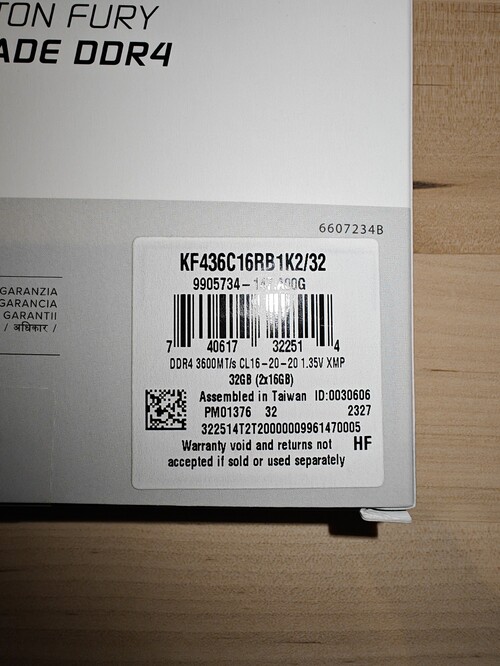 TON FURY
ADE DDR4
6607234B
KF436C16RB1K2/32
9905734-
7 40617 32251 4
DDR4 3600MT/s CL16-20-20 1.35V XMP
32GB (2x16GB)
Assembled in Taiwan ID:0030606
PM01376 32 2327
322514T2T20000009961470005
Warranty void and returns not HF
accepted if sold or used separately
GARANZIA
GARANCIA
GARANTII
/ अधिकार /